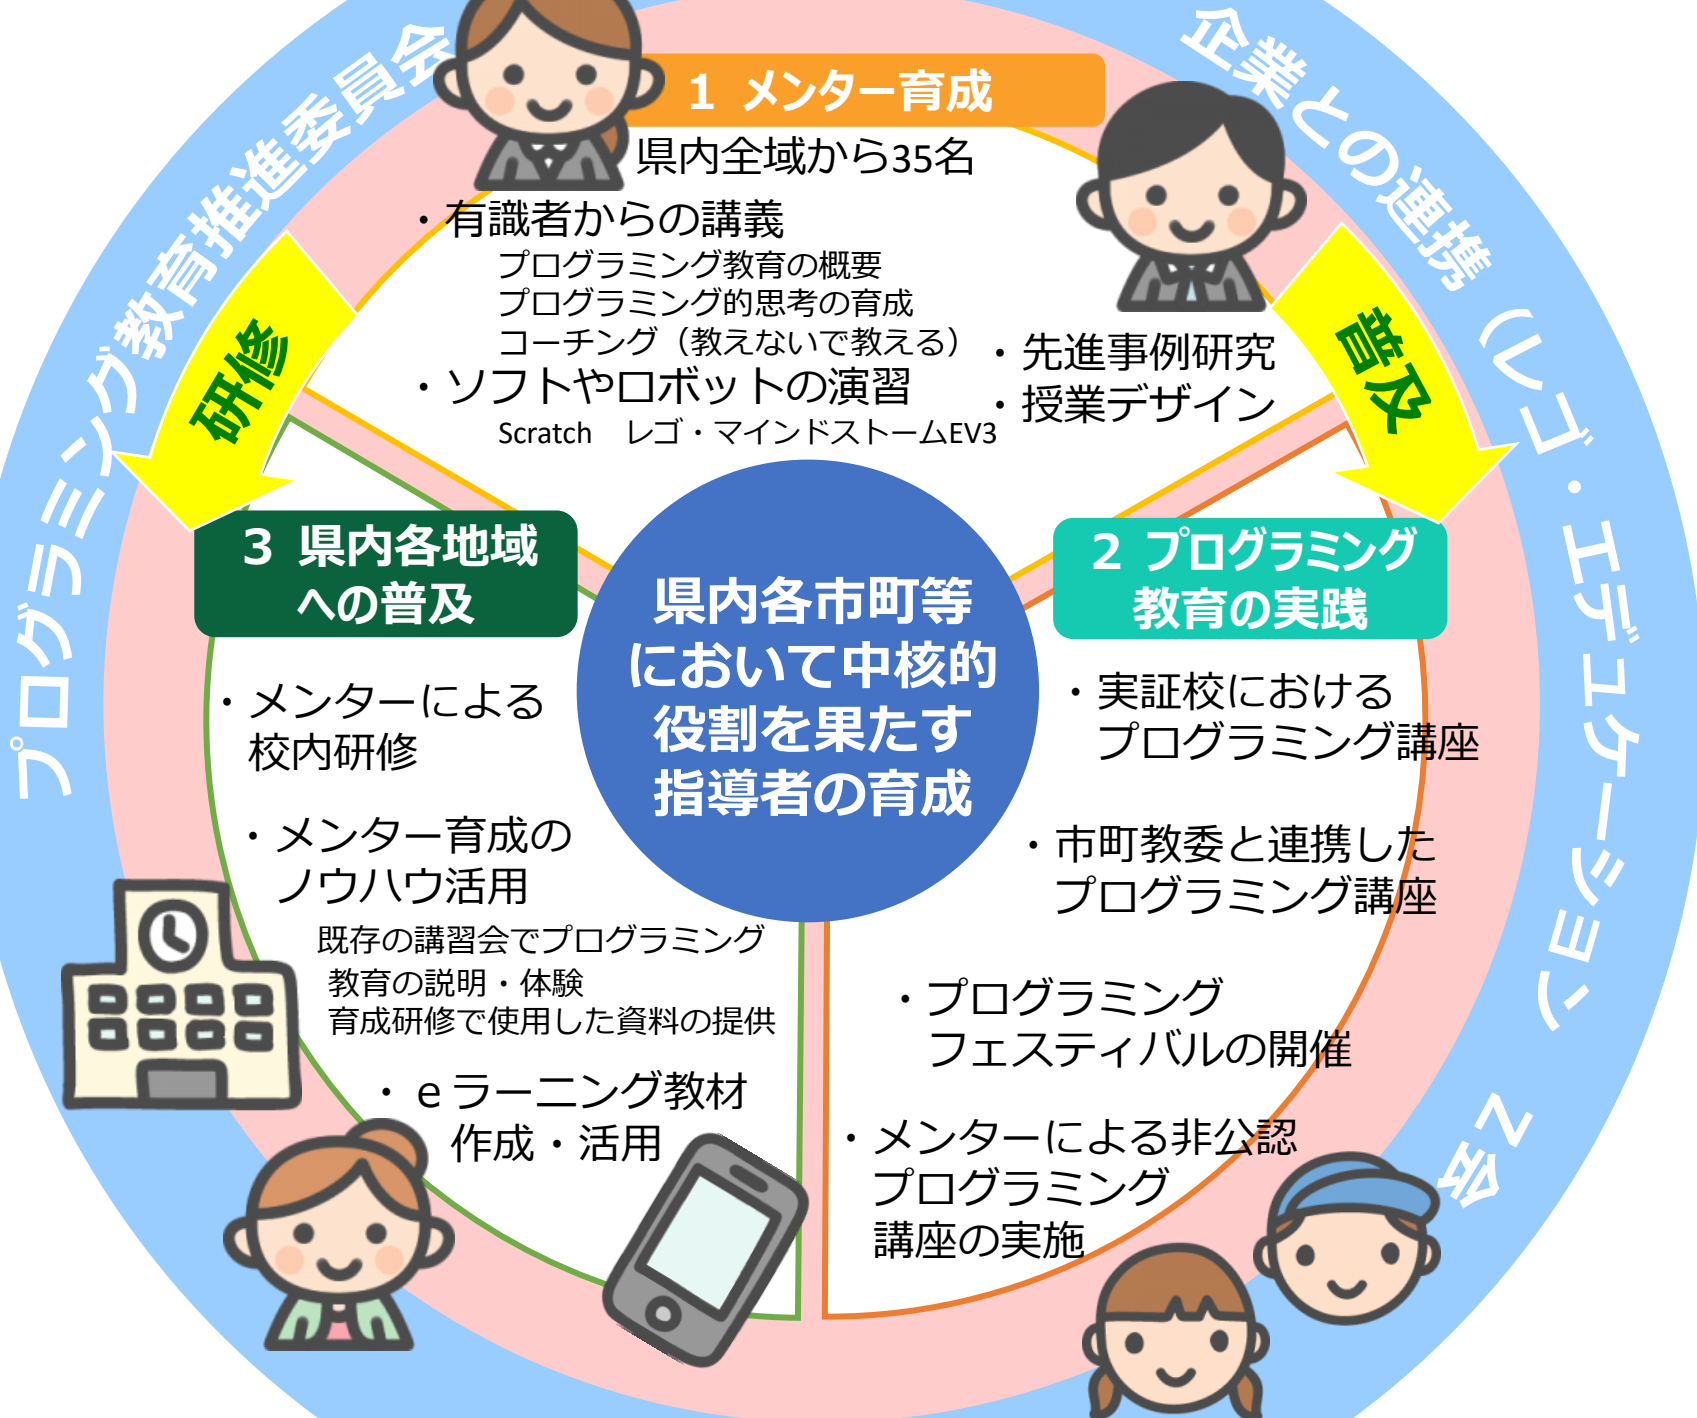 プログラミング教育推進委員会
企業との連携（レゴ・エデュケーション　Z会
研修
普及
1 メンター育成
県内全域から35名
・有識者からの講義
プログラミング教育の概要
プログラミング的思考の育成
コーチング（教えないで教える）
・ソフトやロボットの演習
Scratch　レゴ・マインドストームEV3
・先進事例研究
・授業デザイン
県内各市町等
において中核的
役割を果たす
指導者の育成
2 プログラミング
教育の実践
・実証校における
プログラミング講座
・市町教委と連携した
プログラミング講座
・プログラミング
フェスティバルの開催
・メンターによる非公認
プログラミング
講座の実施
3 県内各地域
への普及
・メンターによる
校内研修
・メンター育成の
ノウハウ活用
既存の講習会でプログラミング
教育の説明・体験
育成研修で使用した資料の提供
・ｅラーニング教材
作成・活用